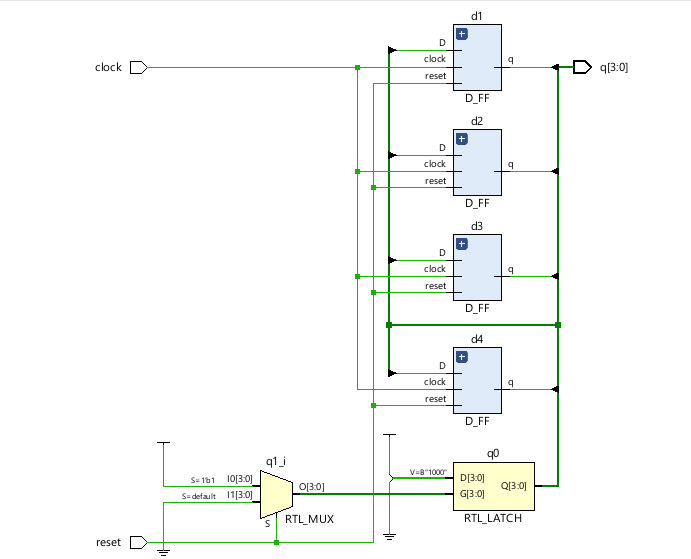 d1
D
clock
reset
q
D_FF
clock
q[3:0]
d2
D
clock
reset
q
D_FF
d3
D
clock
reset
q
D_FF
d4
D
clock
reset
q
D_FF
q1_i
S=1'b1 I0[3:0]
S=default I1[3:0]
O[3:0]
S
RTL_MUX
q0
V=B"1000" D[3:0]
G[3:0]
Q[3:0]
RTL_LATCH
reset